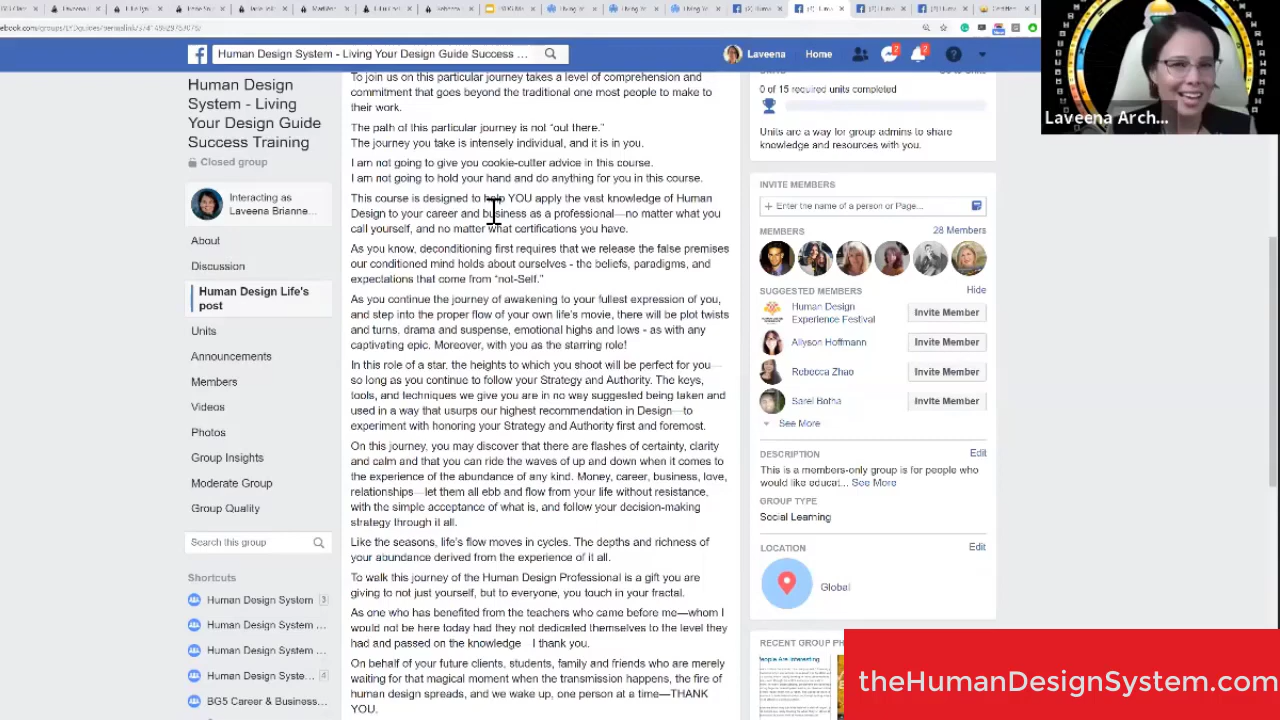 Human Design System - Living Your Design Guide Success ...
Laveena
Home
2
2
Laveena Arch...
Human Design
System - Living
Your Design Guide
Success Training
Closed group
Interacting as
Laveena Brianne...
About
Discussion
Human Design Life's
post
Units
Announcements
Members
Videos
Photos
Group Insights
Moderate Group
Group Quality
Search this group
Shortcuts
Human Design System 3
Human Design System ...
Human Design System ...
Human Design Syste... 4
BG5 Career & Business...
To join us on this particular journey takes a level of comprehension and
commitment that goes beyond the traditional one most people to make to
their work.
The path of this particular journey is not “out there.”
The journey you take is intensely individual, and it is in you.
I am not going to give you cookie-cutter advice in this course.
I am not going to hold your hand and do anything for you in this course.
This course is designed to help YOU apply the vast knowledge of Human
Design to your career and business as a professional—no matter what you
call yourself, and no matter what certifications you have.
As you know, deconditioning first requires that we release the false premises
our conditioned mind holds about ourselves - the beliefs, paradigms, and
expectations that come from “not-Self.”
As you continue the journey of awakening to your fullest expression of you,
and step into the proper flow of your own life's movie, there will be plot twists
and turns, drama and suspense, emotional highs and lows - as with any
captivating epic. Moreover, with you as the starring role!
In this role of a star, the heights to which you shoot will be perfect for you—
so long as you continue to follow your Strategy and Authority. The keys,
tools, and techniques we give you are in no way suggested being taken and
used in a way that usurps our highest recommendation in Design—to
experiment with honoring your Strategy and Authority first and foremost.
On this journey, you may discover that there are flashes of certainty, clarity
and calm and that you can ride the waves of up and down when it comes to
the experience of the abundance of any kind. Money, career, business, love,
relationships—let them all ebb and flow from your life without resistance,
with the simple acceptance of what is, and follow your decision-making
strategy through it all.
Like the seasons, life's flow moves in cycles. The depths and richness of
your abundance derived from the experience of it all.
To walk this journey of the Human Design Professional is a gift you are
giving to not just yourself, but to everyone, you touch in your fractal.
As one who has benefited from the teachers who came before me—whom I
would not be here today had they not dedicated themselves to the level they
had and passed on the knowledge I thank you.
On behalf of your future clients, students, family and friends who are merely
waiting for that magical moment when transmission happens, the fire of
human design spreads, and we shift the world one person at a time—THANK
YOU.
0 of 15 required units completed
Units are a way for group admins to share
knowledge and resources with you.
INVITE MEMBERS
+ Enter the name of a person or Page...
MEMBERS 28 Members
SUGGESTED MEMBERS Hide
Human Design
Experience Festival
Invite Member
Allyson Hoffmann Invite Member
Rebecca Zhao Invite Member
Sarel Botha Invite Member
See More
DESCRIPTION Edit
This is a members-only group is for people who
would like educat... See More
GROUP TYPE
Social Learning
LOCATION Edit
Global
RECENT GROUP PH
People Are Interesting
theHumanDesignSystem.com